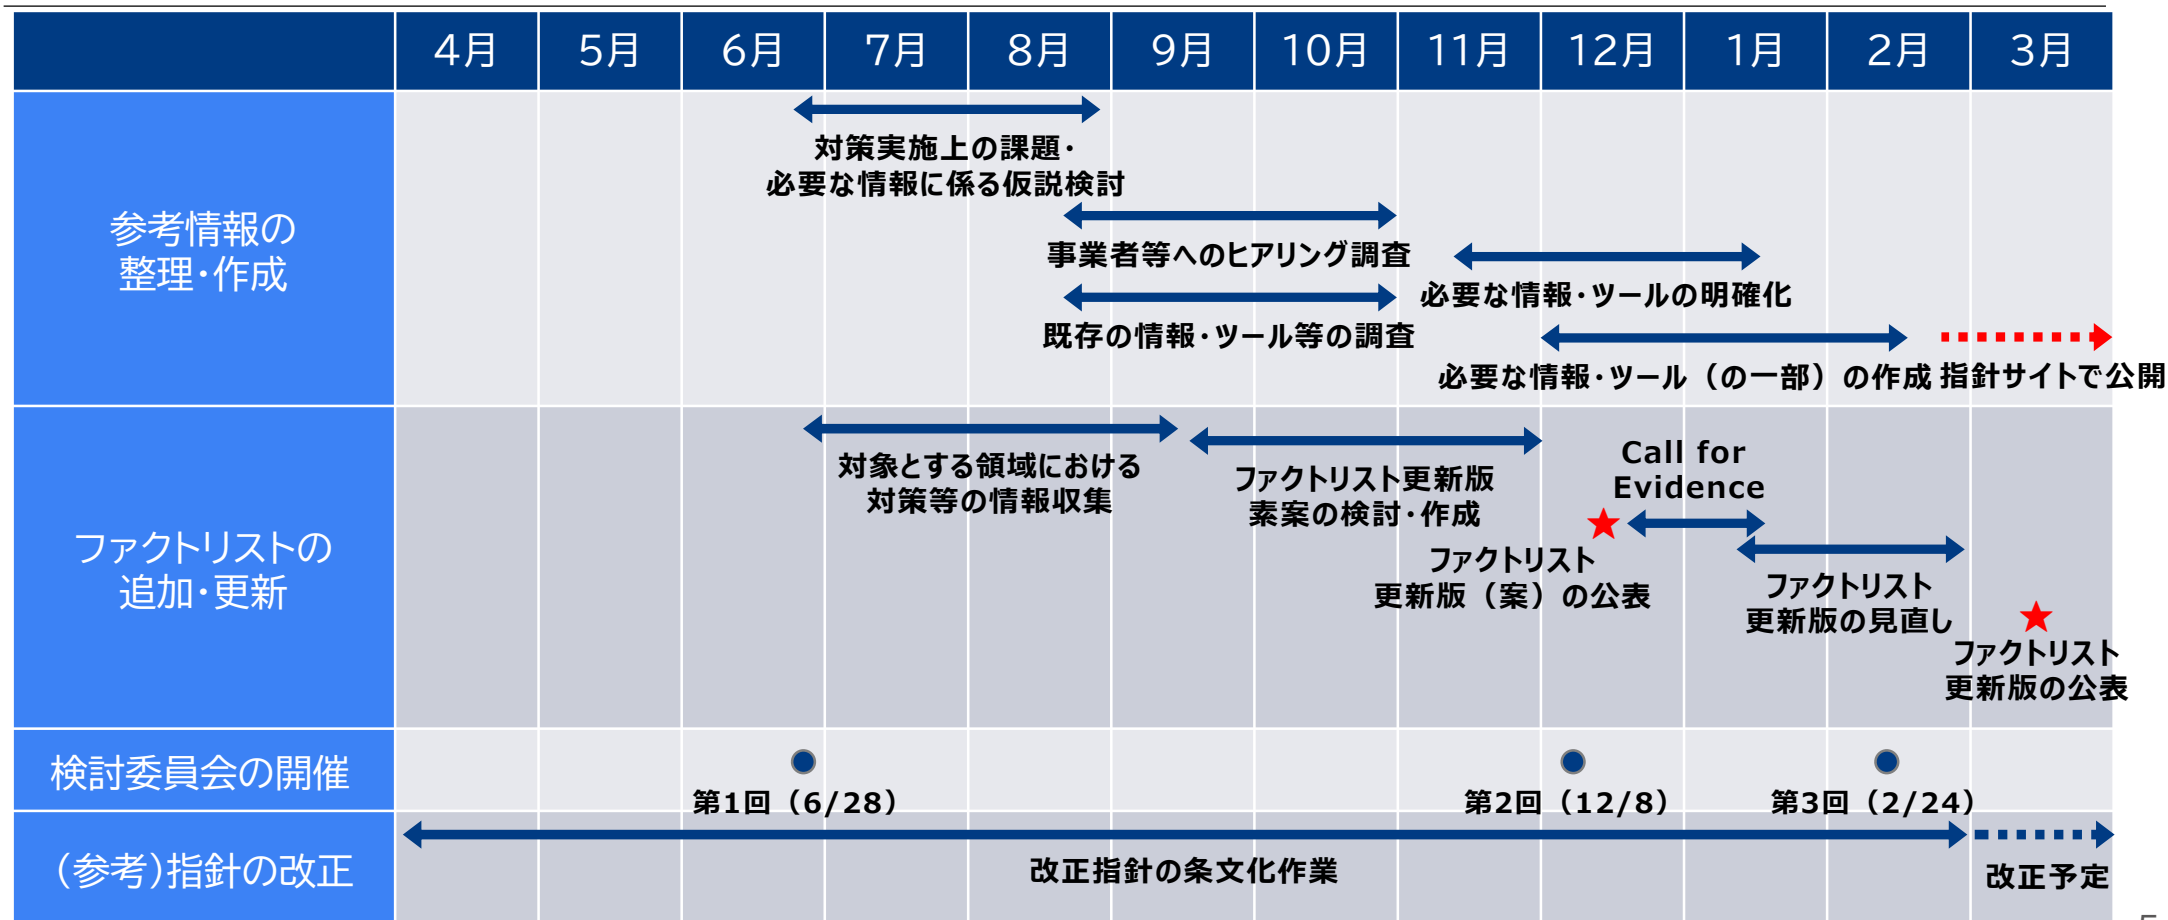 4月 5月 6月 7月 8月 9月 10月 11月 12月 1月 2月 3月
参考情報の
整理・作成
対策実施上の課題・
必要な情報に係る仮説検討
事業者等へのヒアリング調査
既存の情報・ツール等の調査
必要な情報・ツールの明確化
必要な情報・ツール（の一部）の作成
指針サイトで公開
ファクトリストの
追加・更新
対象とする領域における
対策等の情報収集
ファクトリスト更新版
素案の検討・作成
Call for
Evidence
ファクトリスト
更新版（案）の公表
ファクトリスト
更新版の見直し
ファクトリスト
更新版の公表
検討委員会の開催
第1回（6/28）
第2回（12/8）
第3回（2/24）
（参考）指針の改正
改正指針の条文化作業
改正予定